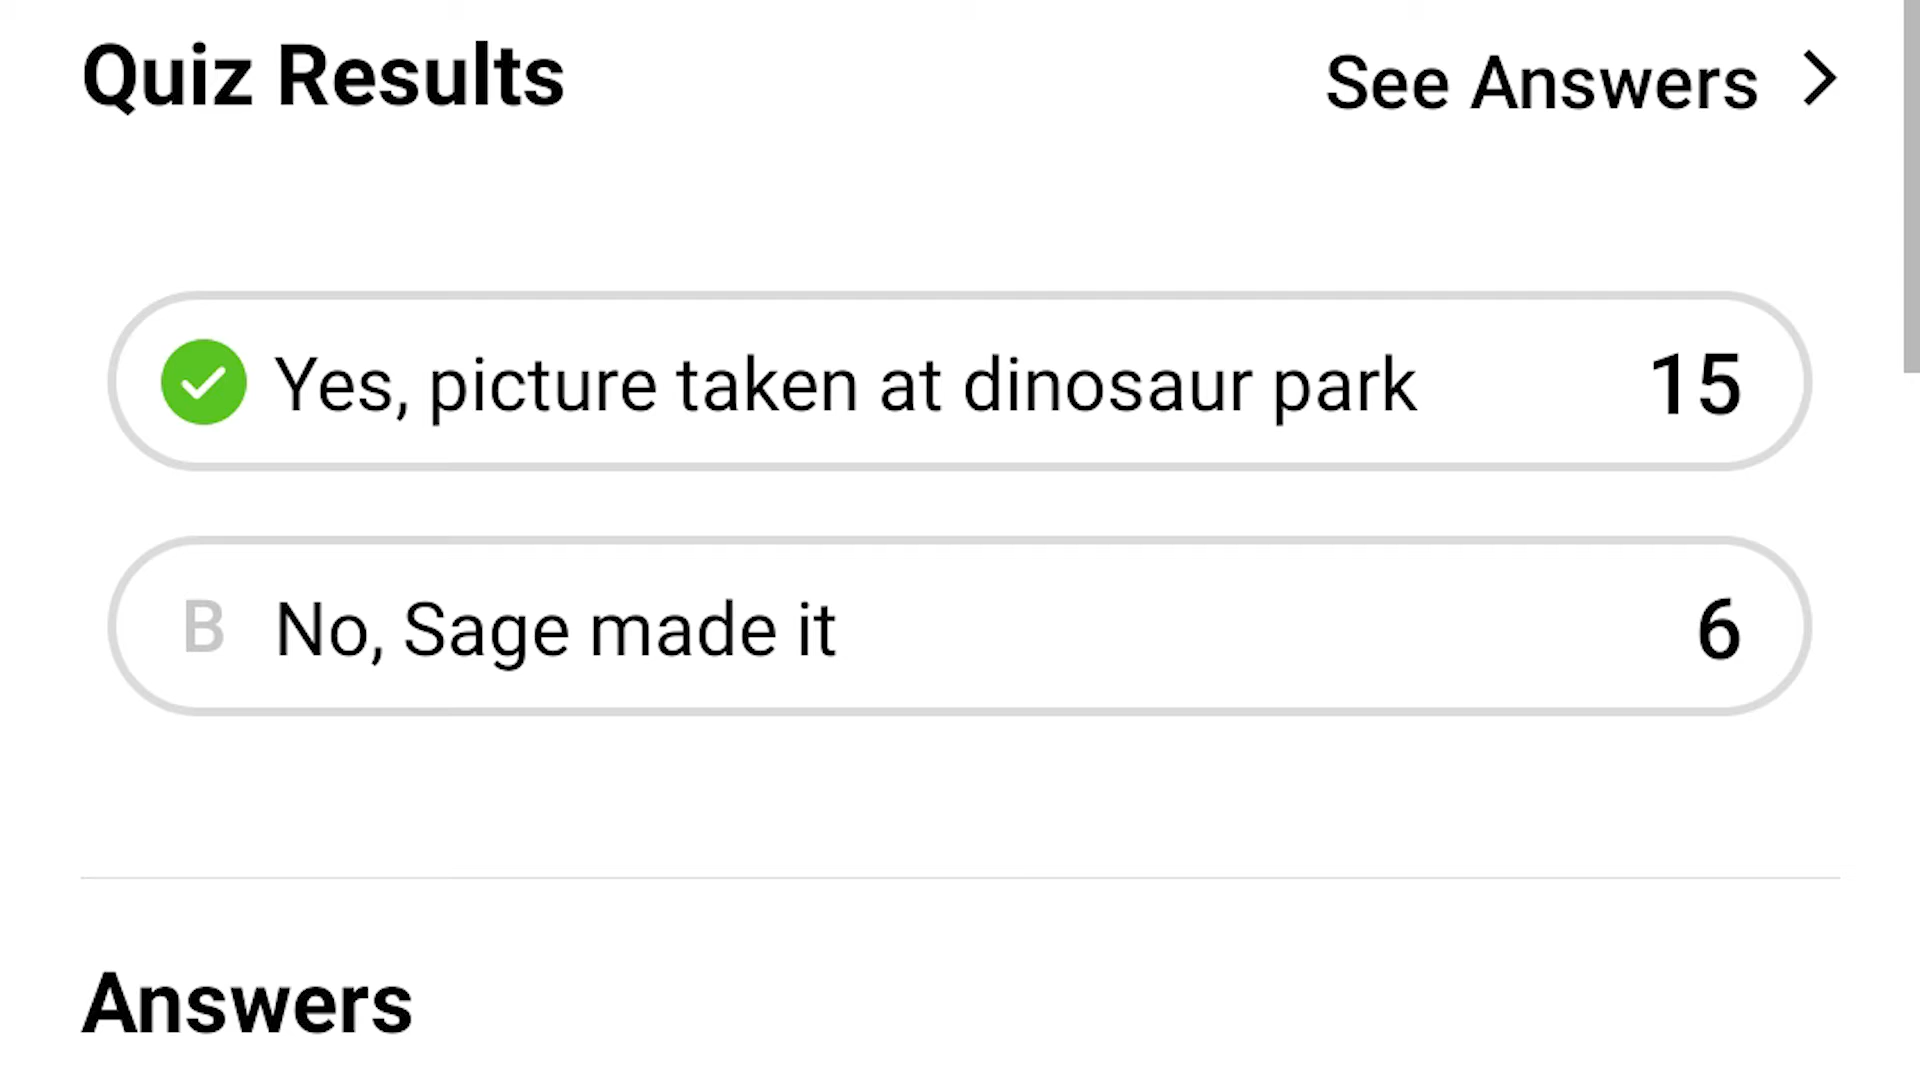 Quiz Results
See Answers
Yes, picture taken at dinosaur park
15
B
No, Sage made it
6
Answers